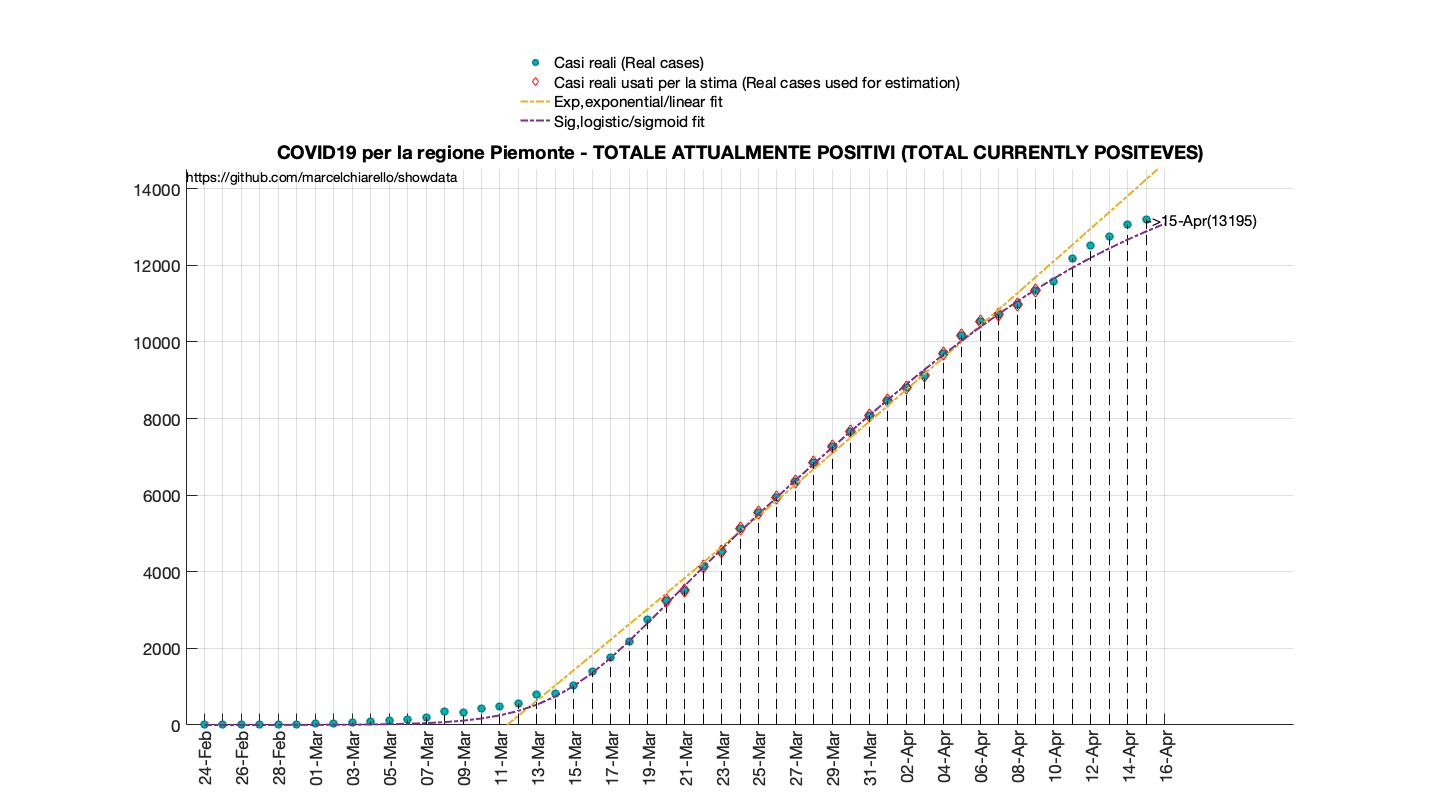 Casi reali (Real cases)
Casi reali usati per la stima (Real cases used for estimation)
Exp,exponential/linear fit
Sig,logistic/sigmoid fit
COVID19 per la regione Piemonte - TOTALE ATTUALMENTE POSITIVI (TOTAL CURRENTLY POSITEVES)
https://github.com/marcelchiarello/showdata
14000
->15-Apr(13195)
12000
10000
8000
6000
4000
2000
0
24-Feb
26-Feb
28-Feb
01-Mar
03-Mar
05-Mar
07-Mar
09-Mar
11-Mar
13-Mar
15-Mar
17-Mar
19-Mar
21-Mar
23-Mar
25-Mar
27-Mar
29-Mar
31-Mar
02-Apr
04-Apr
06-Apr
08-Apr
10-Apr
12-Apr
14-Apr
16-Apr